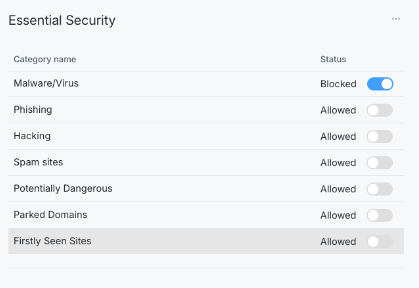 Essential Security
Category name Status
Malware/Virus Blocked
Phishing Allowed
Hacking Allowed
Spam sites Allowed
Potentially Dangerous Allowed
Parked Domains Allowed
Firstly Seen Sites Allowed